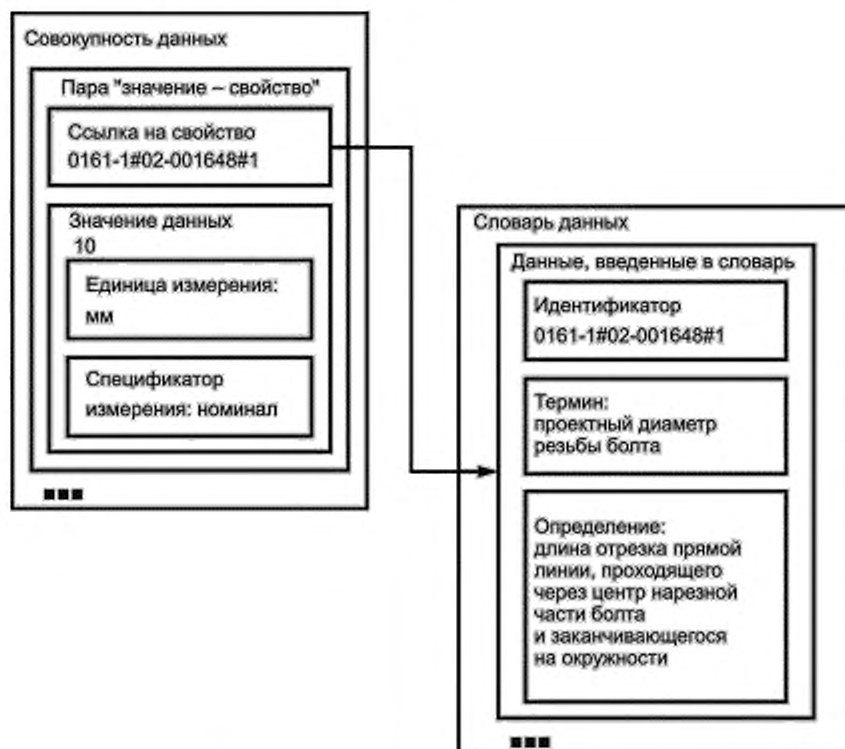 Совокупность данных
Пара "значение – свойство"
Ссылка на свойство
0161-1#02-001648#1
Значение данных
10
Единица измерения:
мм
Спецификатор
измерения: номинал
Словарь данных
Данные, введенные в словарь
Идентификатор
0161-1#02-001648#1
Термин:
проектный диаметр
резьбы болта
Определение:
длина отрезка прямой
линии, проходящего
через центр нарезной
части болта
и заканчивающегося
на окружности